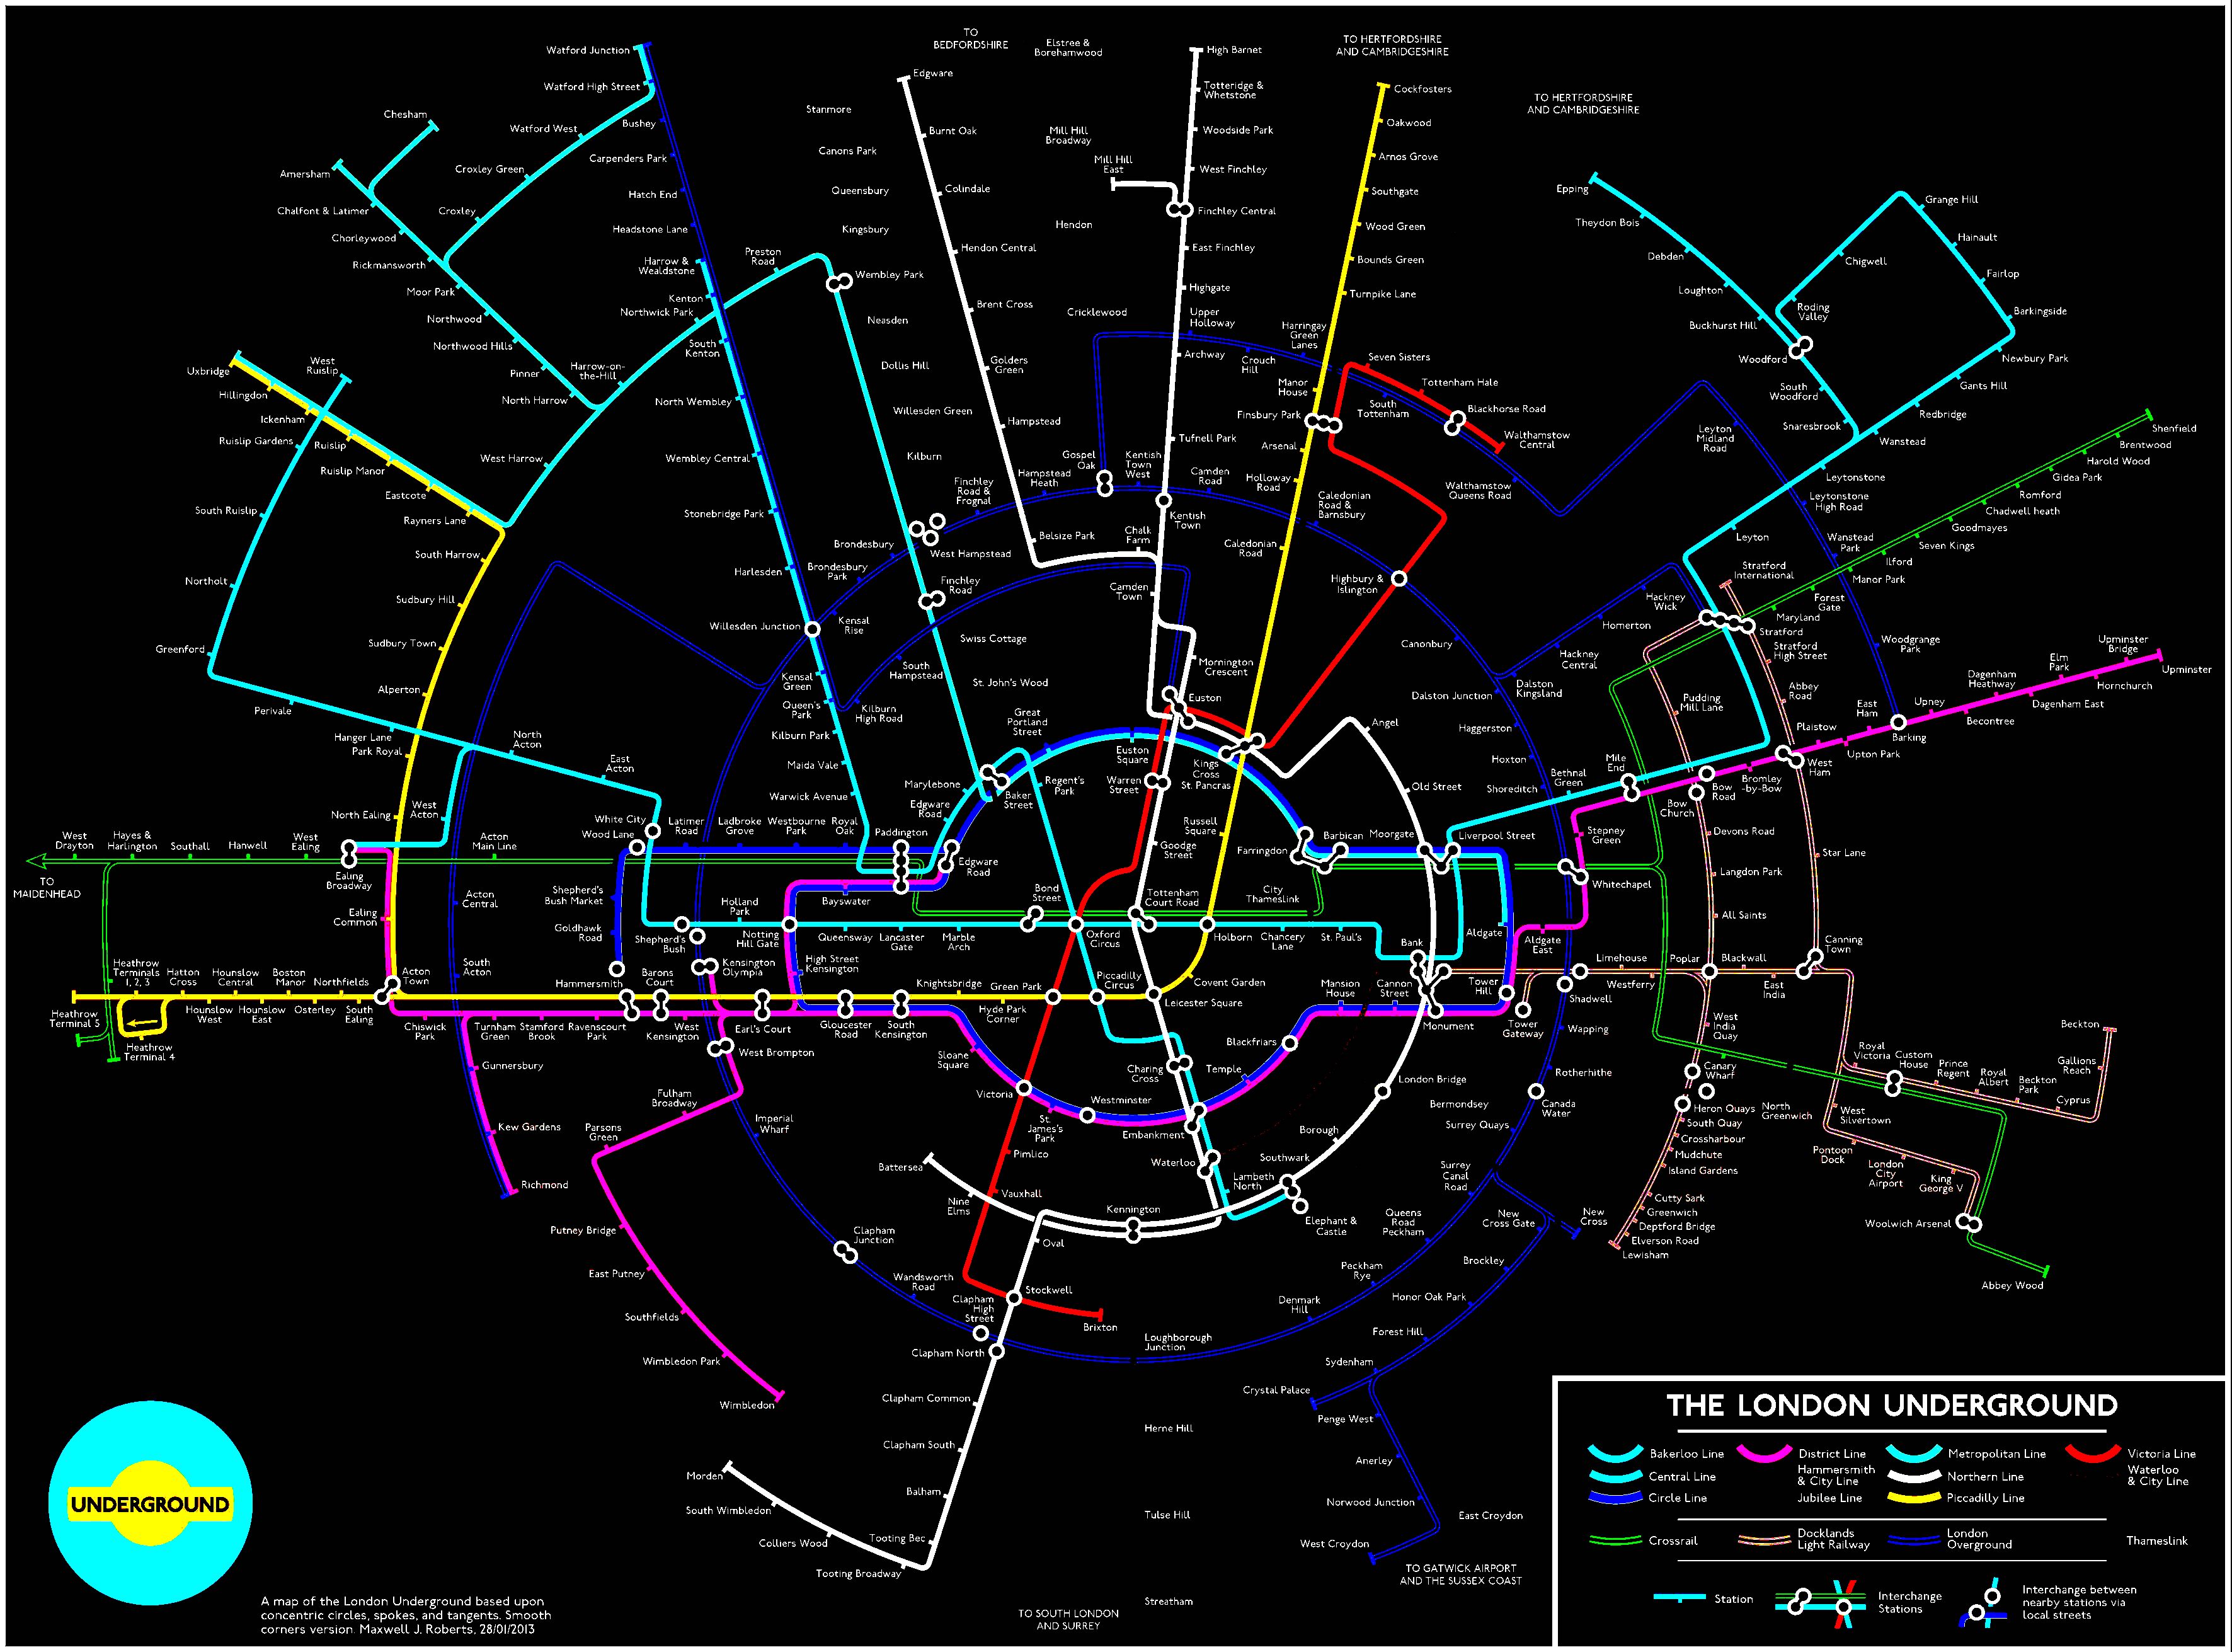 TO
BEDFORDSHIRE
Elstree &
Borehamwood
TO HERTFORDSHIRE
AND CAMBRIDGESHIRE
TO HERTFORDSHIRE
AND CAMBRIDGESHIRE
Watford Junction
Watford High Street
Bushey
Carpenders Park
Hatch End
Headstone Lane
Harrow &
Wealdstone
Kenton
Northwick Park
South
Kenton
North Wembley
Wembley Central
Stonebridge Park
Harlesden
Willesden Junction
Kensal
Green
Queen's
Park
Kilburn Park
Maida Vale
Warwick Avenue
Paddington
Watford West
Croxley Green
Croxley
Chesham
Amersham
Chalfont & Latimer
Chorleywood
Rickmansworth
Moor Park
Northwood
Northwood Hills
Pinner
North Harrow
Harrow-on-
the-Hill
West Harrow
Preston
Road
Wembley Park
Uxbridge
Hillingdon
Ickenham
Ruislip
Ruislip Manor
Eastcote
Rayners Lane
West
Ruislip
Ruislip Gardens
South Ruislip
Northolt
Greenford
Perivale
Hanger Lane
Park Royal
North
Acton
East
Acton
West
Acton
South Harrow
Sudbury Hill
Sudbury Town
Alperton
North Ealing
Stanmore
Canons Park
Queensbury
Kingsbury
Neasden
Dollis Hill
Willesden Green
Kilburn
West Hampstead
Finchley
Road
Swiss Cottage
St. John's Wood
Edgware
Burnt Oak
Colindale
Hendon Central
Brent Cross
Golders
Green
Hampstead
Belsize Park
Chalk
Farm
Camden
Town
Mill Hill
Broadway
Mill Hill
East
Hendon
Cricklewood
High Barnet
Totteridge &
Whetstone
Woodside Park
West Finchley
Finchley Central
East Finchley
Highgate
Upper
Holloway
Archway
Tufnell Park
Kentish
Town
Cockfosters
Oakwood
Arnos Grove
Southgate
Wood Green
Bounds Green
Turnpike Lane
Harringay
Green
Lanes
Crouch
Hill
Manor
House
Finsbury Park
Arsenal
Holloway
Road
Caledonian
Road
Seven Sisters
Tottenham Hale
South
Tottenham
Blackhorse Road
Walthamstow
Central
Walthamstow
Queens Road
Leyton
Midland
Road
Leytonstone
High Road
Wanstead
Park
Woodgrange
Park
Epping
Theydon Bois
Debden
Loughton
Buckhurst Hill
Woodford
South
Woodford
Snaresbrook
Roding
Valley
Chigwell
Grange Hill
Hainault
Fairlop
Barkingside
Newbury Park
Gants Hill
Redbridge
Wanstead
Leytonstone
Leyton
Shenfield
Brentwood
Harold Wood
Gidea Park
Romford
Chadwell heath
Goodmayes
Seven Kings
Ilford
Manor Park
Forest
Gate
Maryland
Stratford
International
Stratford
Stratford
High Street
Abbey
Road
Upminster
Bridge
Upminster
Elm
Park
Hornchurch
Dagenham
Heathway
Dagenham East
Becontree
Upney
Barking
East
Ham
Upton Park
Plaistow
West
Ham
Bromley
-by-Bow
Bow
Road
Bow
Church
Mile
End
Pudding
Mill Lane
Gospel
Oak
Kentish
Town
West
Camden
Road
Hampstead
Heath
Finchley
Road &
Frognal
Brondesbury
Brondesbury
Park
Kensal
Rise
South
Hampstead
Kilburn
High Road
Caledonian
Road &
Barnsbury
Highbury &
Islington
Canonbury
Dalston Junction
Dalston
Kingsland
Hackney
Central
Homerton
Hackney
Wick
Haggerston
Hoxton
Shoreditch
Bethnal
Green
Mornington
Crescent
Euston
Angel
Old Street
Great
Portland
Street
Euston
Square
Kings
Cross
St. Pancras
Regent's
Park
Baker
Street
Marylebone
Edgware
Road
Edgware
Road
Warren
Street
Goodge
Street
Russell
Square
Farringdon
Barbican
Moorgate
Liverpool Street
Stepney
Green
Whitechapel
Devons Road
Langdon Park
All Saints
Star Lane
Canning
Town
West
Drayton
Hayes &
Harlington
Southall
Hanwell
West
Ealing
Ealing
Broadway
Acton
Main Line
TO
MAIDENHEAD
White City
Wood Lane
Latimer
Road
Ladbroke
Grove
Westbourne
Park
Royal
Oak
Shepherd's
Bush Market
Goldhawk
Road
Hammersmith
Acton
Central
South
Acton
Ealing
Common
Acton
Town
Bayswater
Holland
Park
Shepherd's
Bush
Notting
Hill Gate
Queensway
Lancaster
Gate
Marble
Arch
Bond
Street
Oxford
Circus
Tottenham
Court Road
Holborn
Chancery
Lane
City
Thameslink
St. Paul's
Bank
Aldgate
Aldgate
East
High Street
Kensington
Kensington
Olympia
Barons
Court
Heathrow
Terminals
1, 2, 3
Heathrow
Terminal 5
Heathrow
Terminal 4
Hatton
Cross
Hounslow
West
Hounslow
Central
Hounslow
East
Boston
Manor
Osterley
Northfields
South
Ealing
Chiswick
Park
Turnham
Green
Stamford
Brook
Ravenscourt
Park
West
Kensington
Earl's Court
Gloucester
Road
South
Kensington
Knightsbridge
Hyde Park
Corner
Green Park
Piccadilly
Circus
Leicester Square
Covent Garden
Mansion
House
Cannon
Street
Monument
Tower
Hill
Tower
Gateway
Limehouse
Westferry
Poplar
Blackwall
East
India
Shadwell
Wapping
Rotherhithe
Canada
Water
Bermondsey
Surrey Quays
Surrey
Canal
Road
Gunnersbury
Kew Gardens
Richmond
West Brompton
Fulham
Broadway
Parsons
Green
Putney Bridge
East Putney
Southfields
Wimbledon Park
Wimbledon
Imperial
Wharf
Clapham
Junction
Wandsworth
Road
Clapham
High
Street
Sloane
Square
Victoria
St.
James's
Park
Westminster
Embankment
Charing
Cross
Temple
Blackfriars
London Bridge
Borough
Southwark
Waterloo
Lambeth
North
Elephant &
Castle
Pimlico
Vauxhall
Battersea
Nine
Elms
Kennington
Oval
Stockwell
Brixton
Clapham North
Clapham Common
Clapham South
Balham
Tooting Bec
Tooting Broadway
Colliers Wood
South Wimbledon
Morden
Loughborough
Junction
Herne Hill
Tulse Hill
Streatham
Denmark
Hill
Peckham
Rye
Queens
Road
Peckham
New
Cross Gate
New
Cross
Brockley
Honor Oak Park
Forest Hill
Sydenham
Crystal Palace
Penge West
Anerley
Norwood Junction
West Croydon
East Croydon
West
India
Quay
Canary
Wharf
Heron Quays
North
Greenwich
South Quay
Crossharbour
Mudchute
Island Gardens
Cutty Sark
Greenwich
Deptford Bridge
Elverson Road
Lewisham
Royal
Victoria
Custom
House
Prince
Regent
Royal
Albert
Beckton
Park
Cyprus
Gallions
Reach
Beckton
West
Silvertown
Pontoon
Dock
London
City
Airport
King
George V
Woolwich Arsenal
Abbey Wood
TO GATWICK AIRPORT
AND THE SUSSEX COAST
TO SOUTH LONDON
AND SURREY
UNDERGROUND
A map of the London Underground based upon
concentric circles, spokes, and tangents. Smooth
corners version. Maxwell J. Roberts, 28/01/2013
THE LONDON UNDERGROUND
Bakerloo Line
Central Line
Circle Line
District Line
Hammersmith
& City Line
Jubilee Line
Metropolitan Line
Northern Line
Piccadilly Line
Victoria Line
Waterloo
& City Line
Crossrail
Docklands
Light Railway
London
Overground
Thameslink
Station
Interchange
Stations
Interchange between
nearby stations via
local streets